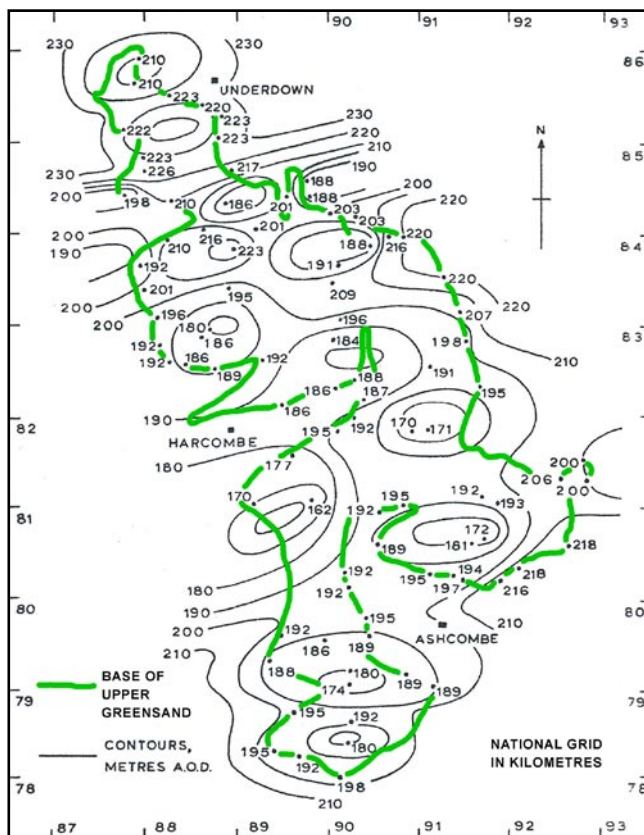 90 91 92 93
230 230 86
210
210
223 UNDERDOWN
220
223 230
222 223 220
210 85
223 217 190
226
230
200 188 200
198 210 186 201 188 220
203
200 216 201 203
190 210 223 188 216 220 84
192 191
220
201 195 209 220
200 196 207
180 196 83
192 186 184 198
192 186 192 191 210
189 188
186 187 195
190 186
192 170 171
82 HARCOMBE 195
180 177 200
206
170 192 200
162 195 193
81 192 81
172
189 181 218
192 194
180 195 197 218
192 216
80 190 195 210 80
200 192 ASHCOMBE
210 189
188 180
BASE OF 174 189 189
UPPER
79 GREENSAND 79
195 192
CONTOURS,
METRES A.O.D. 195 180 NATIONAL GRID
192 IN KILOMETRES
78 198 78
210
87 88 89 90 91 92 93
N